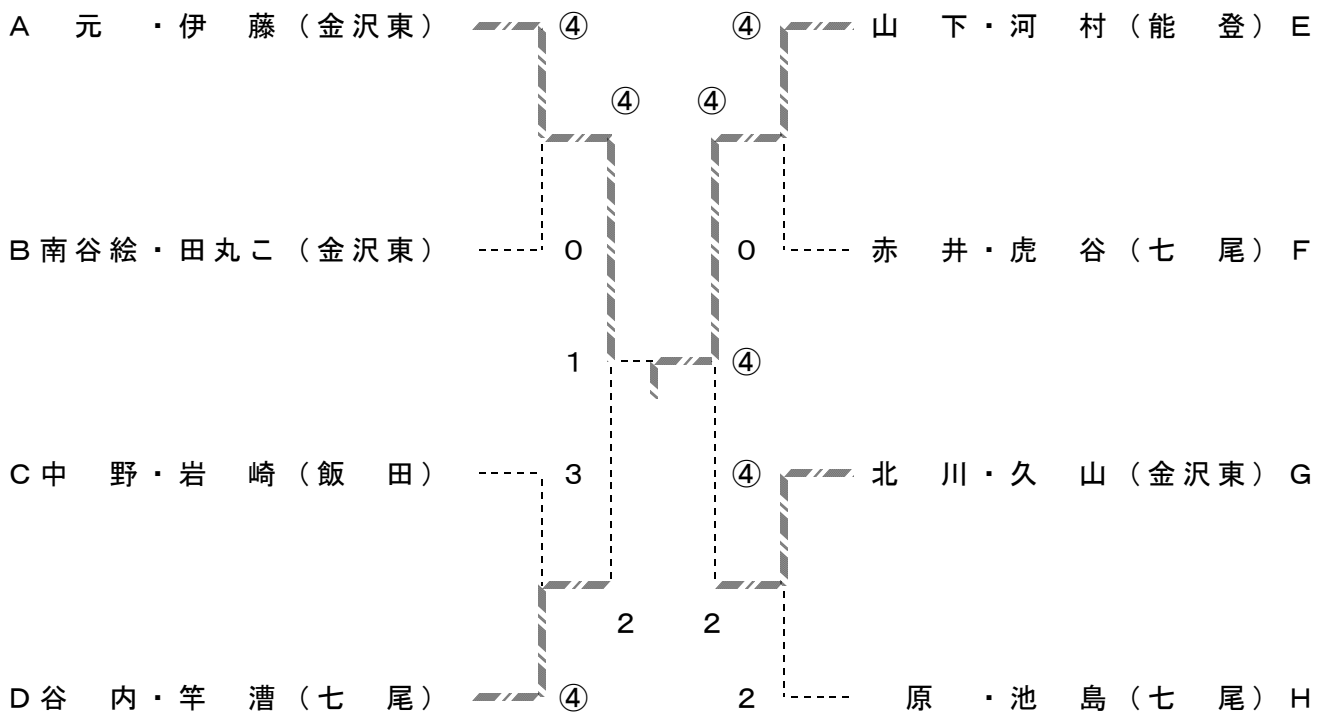 A 元 ・伊 藤（金沢東） ④ ④ 山 下・河 村（能 登）E
④ ④
B南谷絵・田丸こ（金沢東） 0 0 赤 井・虎 谷（七 尾）F
1 ④
C中 野・岩 崎（飯 田） 3 ④ 北 川・久 山（金沢東）G
2 2
D谷 内・竿 漕（七 尾） ④ 2 原 ・池 島（七 尾）H